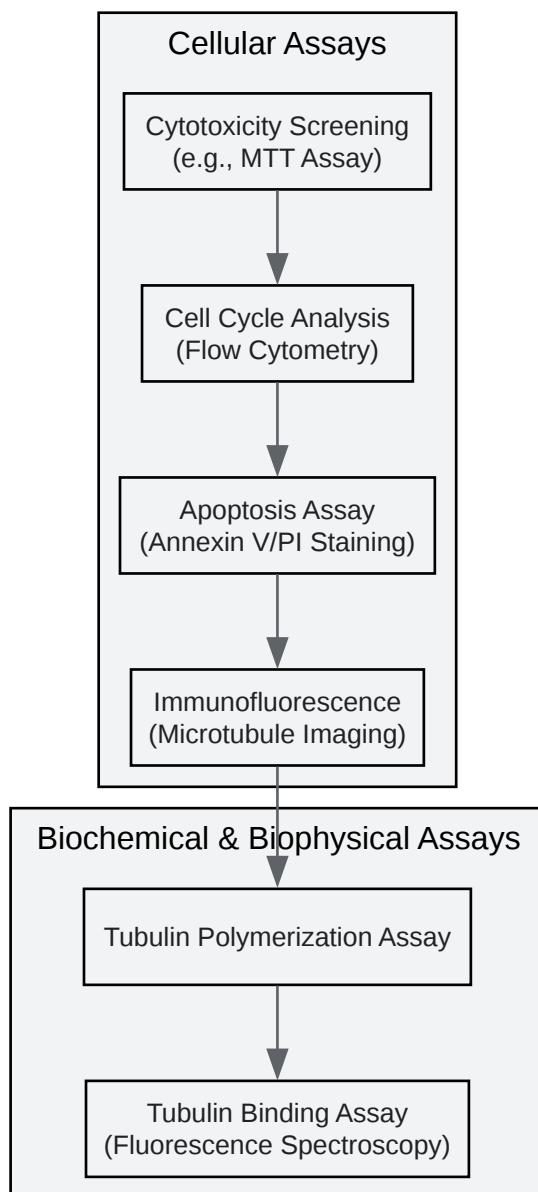 Cellular Assays
Cytotoxicity Screening
(e.g., MTT Assay)
Cell Cycle Analysis
(Flow Cytometry)
Apoptosis Assay
(Annexin V/PI Staining)
Immunofluorescence
(Microtubule Imaging)
Biochemical & Biophysical Assays
Tubulin Polymerization Assay
Tubulin Binding Assay
(Fluorescence Spectroscopy)